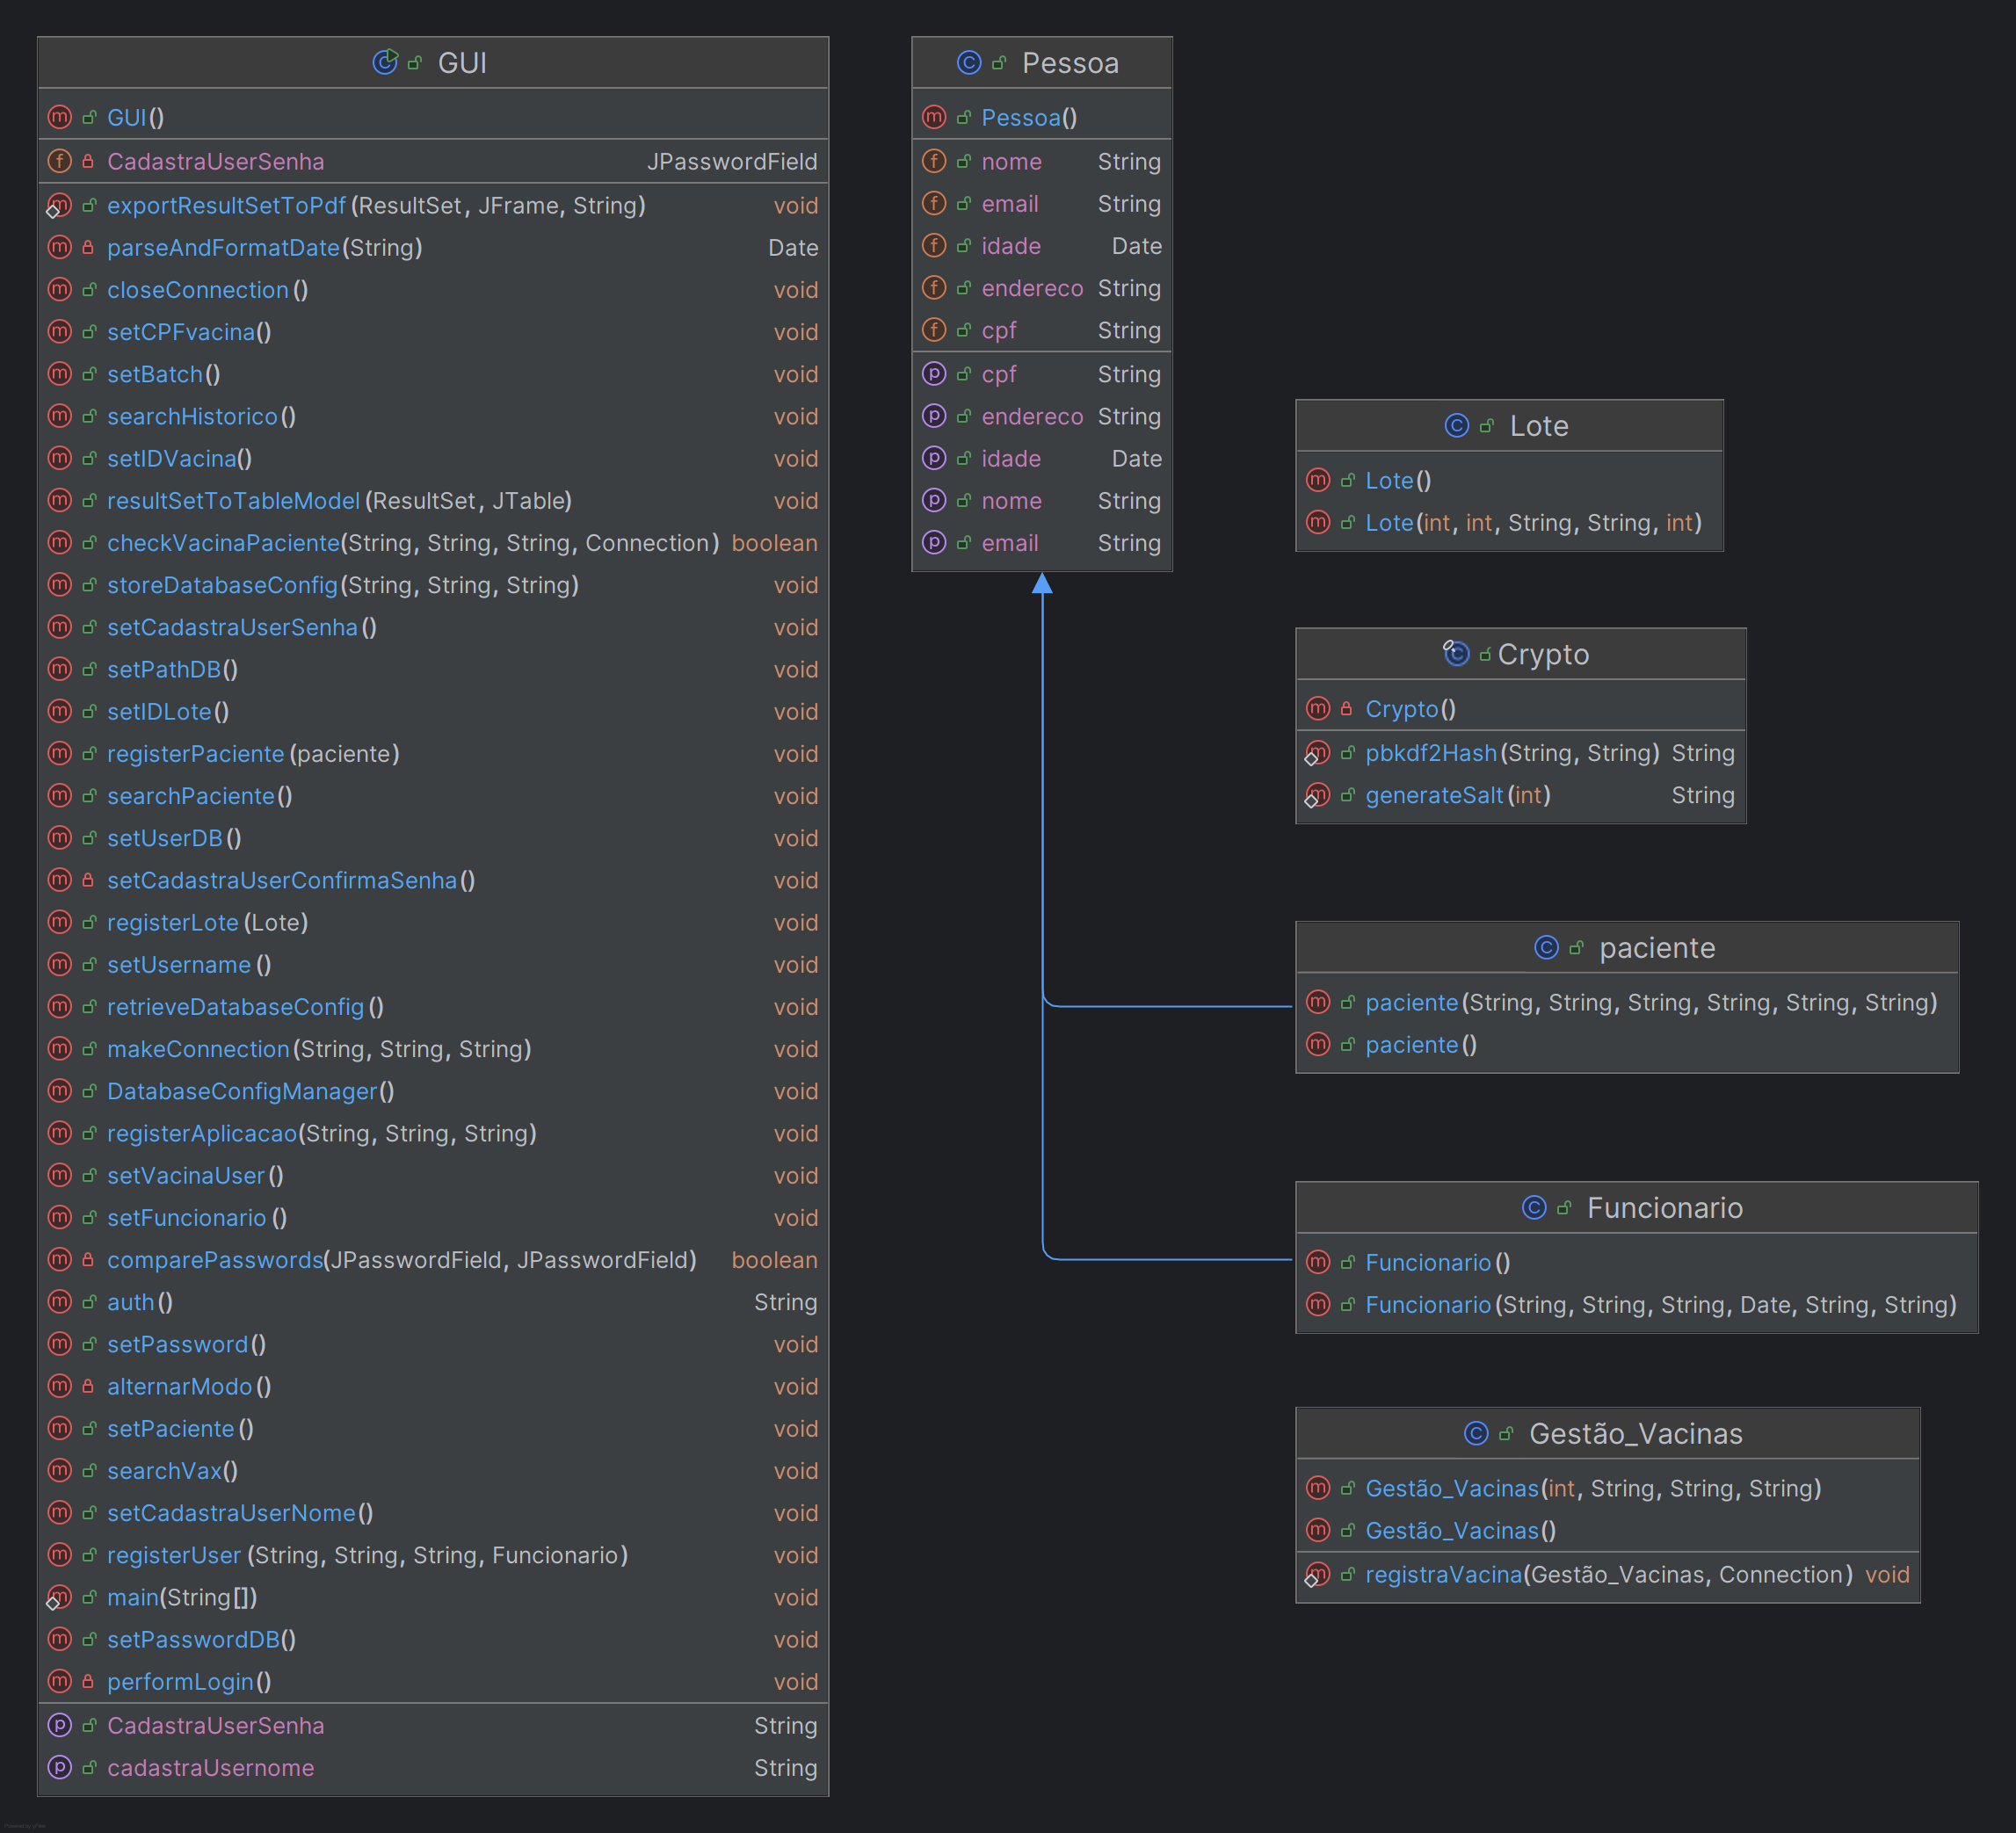 GUI
GUI()
CadastraUserSenha JPasswordField
exportResultSetToPdf(ResultSet, JFrame, String) void
parseAndFormatDate(String) Date
closeConnection() void
setCPFvacina() void
setBatch() void
searchHistorico() void
setIDVacina() void
resultSetToTableModel(ResultSet, JTable) void
checkVacinaPaciente(String, String, String, Connection) boolean
storeDatabaseConfig(String, String, String) void
setCadastraUserSenha() void
setPathDB() void
setIDLote() void
registerPaciente(paciente) void
searchPaciente() void
setUserDB() void
setCadastraUserConfirmaSenha() void
registerLote(Lote) void
setUsername() void
retrieveDatabaseConfig() void
makeConnection(String, String, String) void
DatabaseConfigManager() void
registerAplicacao(String, String, String) void
setVacinaUser() void
setFuncionario() void
comparePasswords(JPasswordField, JPasswordField) boolean
auth() String
setPassword() void
alternarModo() void
setPaciente() void
searchVax() void
setCadastraUserNome() void
registerUser(String, String, String, Funcionario) void
main(String[]) void
setPasswordDB() void
performLogin() void
CadastraUserSenha String
cadastraUsernome String
Pessoa
Pessoa()
nome String
email String
idade Date
endereco String
cpf String
cpf String
endereco String
idade Date
nome String
email String
Lote
Lote()
Lote(int, int, String, String, int)
Crypto
Crypto()
pbkdf2Hash(String, String) String
generateSalt(int) String
paciente
paciente(String, String, String, String, String, String)
paciente()
Funcionario
Funcionario()
Funcionario(String, String, String, Date, String, String)
Gestão_Vacinas
Gestão_Vacinas(int, String, String, String)
Gestão_Vacinas()
registraVacina(Gestão_Vacinas, Connection) void